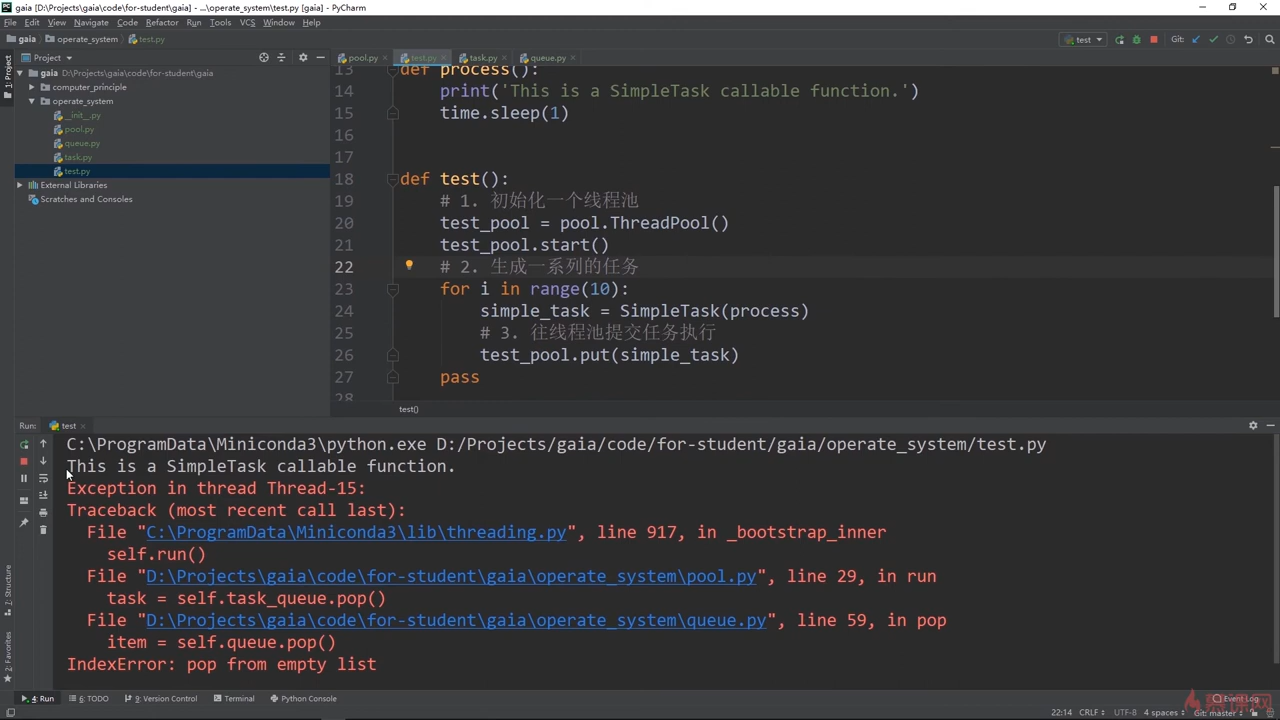 gaia [D:\Projects\gaia\code\for-student\gaia] - ...\operate_system\test.py [gaia] - PyCharm
File Edit View Navigate Code Refactor Run Tools VCS Window Help
gaia operate_system test.py
test Git:
Project
pool.py test.py task.py queue.py
1: Project
gaia D:\Projects\gaia\code\for-student\gaia
computer_principle
operate_system
__init__.py
pool.py
queue.py
task.py
test.py
External Libraries
Scratches and Consoles
13 def process():
14 print('This is a SimpleTask callable function.')
15 time.sleep(1)
16
17
18 def test():
19 # 1. 初始化一个线程池
20 test_pool = pool.ThreadPool()
21 test_pool.start()
22 # 2. 生成一系列的任务
23 for i in range(10):
24 simple_task = SimpleTask(process)
25 # 3. 往线程池提交任务执行
26 test_pool.put(simple_task)
27 pass
28
test()
Run: test
C:\ProgramData\Miniconda3\python.exe D:/Projects/gaia/code/for-student/gaia/operate_system/test.py
This is a SimpleTask callable function.
Exception in thread Thread-15:
Traceback (most recent call last):
File "C:\ProgramData\Miniconda3\lib\threading.py", line 917, in _bootstrap_inner
self.run()
File "D:\Projects\gaia\code\for-student\gaia\operate_system\pool.py", line 29, in run
task = self.task_queue.pop()
File "D:\Projects\gaia\code\for-student\gaia\operate_system\queue.py", line 59, in pop
item = self.queue.pop()
IndexError: pop from empty list
7: Structure
2: Favorites
4: Run 6: TODO 9: Version Control Terminal Python Console Event Log
慕课网
22:14 CRLF UTF-8 4 spaces Git: master